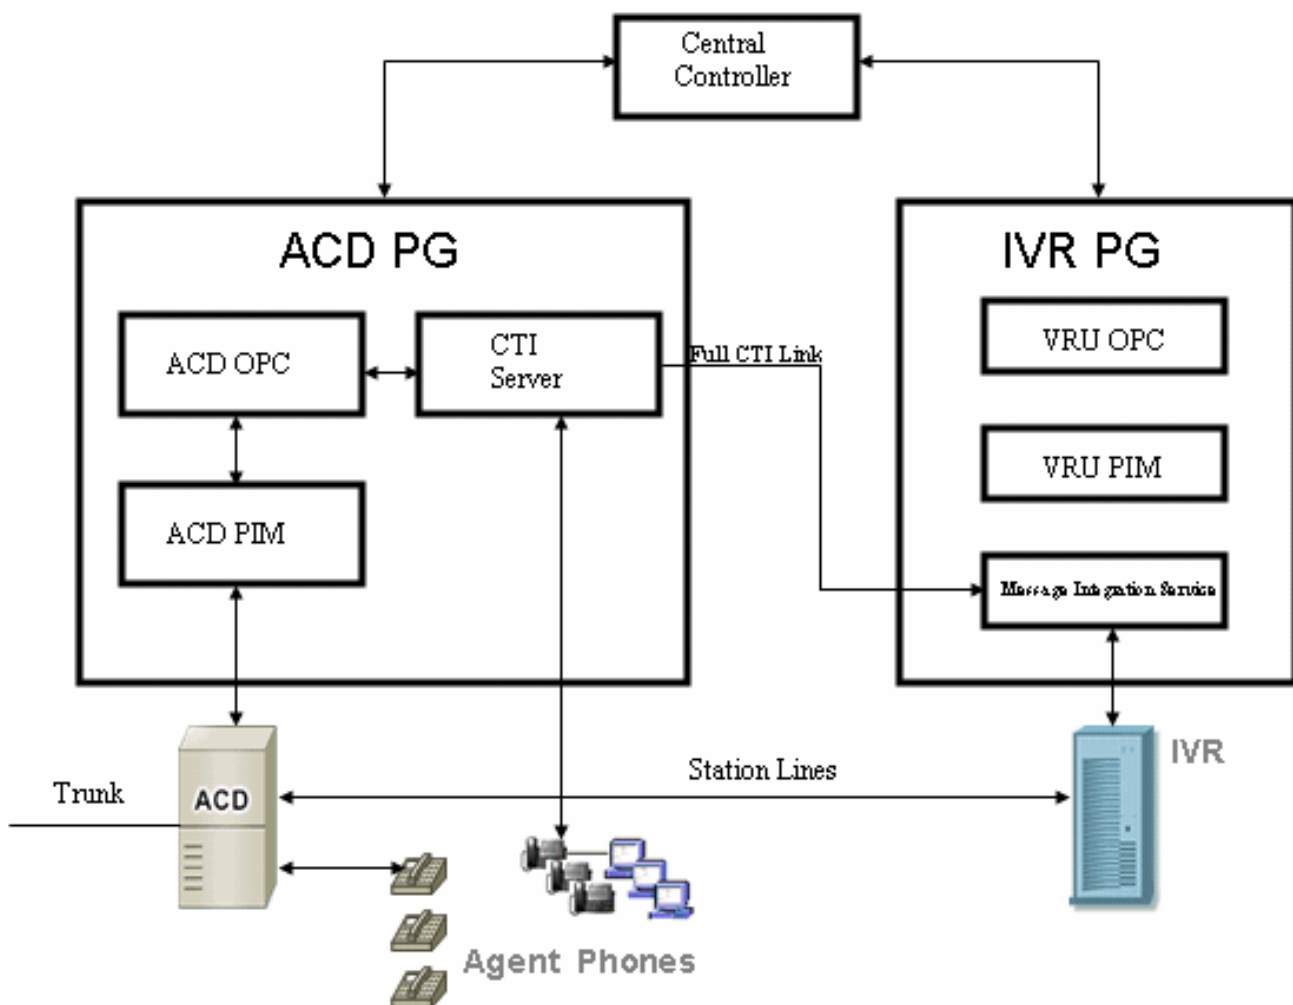 Central
Controller
ACD PG
IVR PG
ACD OPC
CTI
Server
VRU OPC
Full CTI Link
ACD PIM
VRU PIM
Message Integration Service
Trunk
ACD
Station Lines
IVR
Agent Phones